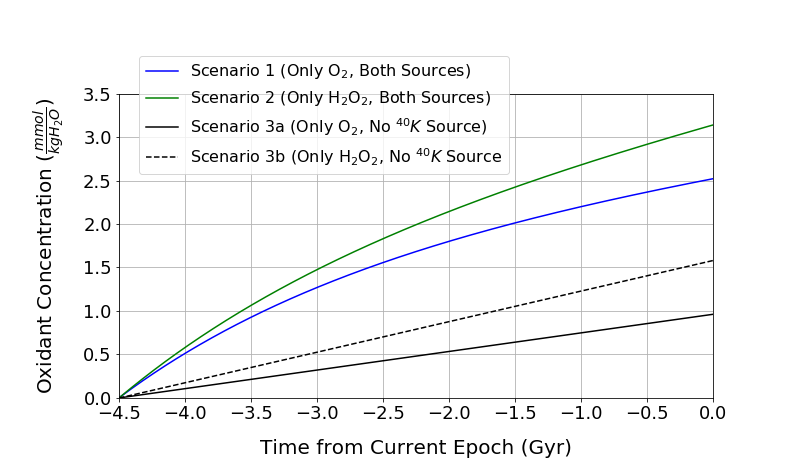 Scenario 1 (Only O₂, Both Sources)
Scenario 2 (Only H₂O₂, Both Sources)
Scenario 3a (Only O₂, No ⁴⁰K Source)
Scenario 3b (Only H₂O₂, No ⁴⁰K Source
Oxidant Concentration (mmol/kgH₂O)
3.5
3.0
2.5
2.0
1.5
1.0
0.5
0.0
−4.5 −4.0 −3.5 −3.0 −2.5 −2.0 −1.5 −1.0 −0.5 0.0
Time from Current Epoch (Gyr)